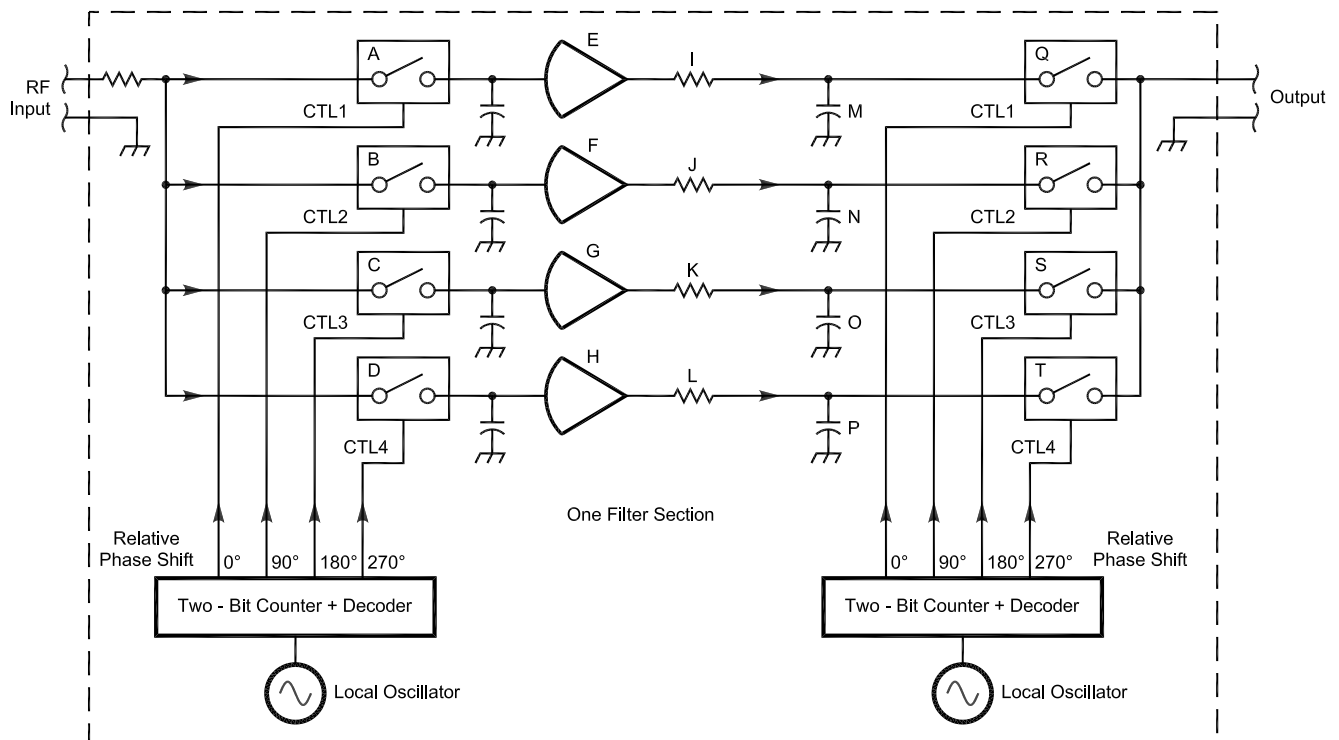 A
E
I
Q
RF
Input
CTL1
M
CTL1
Output
B
F
J
R
CTL2
N
CTL2
C
G
K
S
CTL3
O
CTL3
D
H
L
T
CTL4
P
CTL4
One Filter Section
Relative
Phase Shift
0°
90°
180°
270°
0°
90°
180°
270°
Relative
Phase Shift
Two - Bit Counter + Decoder
Two - Bit Counter + Decoder
Local Oscillator
Local Oscillator